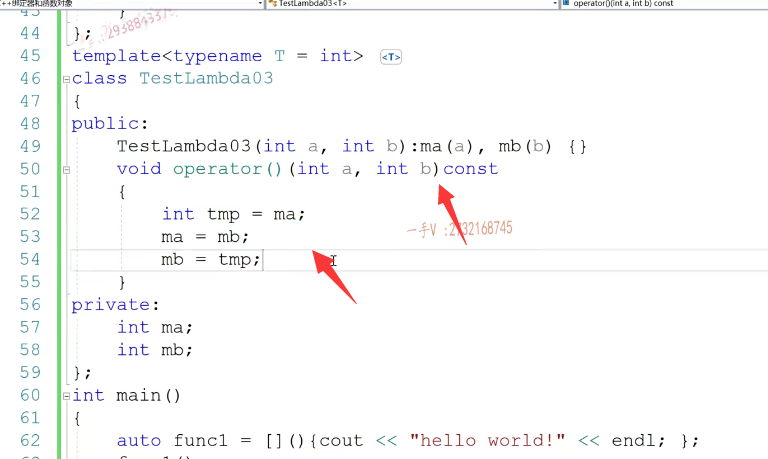 C++绑定器和函数对象 TestLambda03<T> operator()(int a, int b) const
43 }
44 };
45 template<typename T = int> <T>
46 class TestLambda03
47 {
48 public:
49 TestLambda03(int a, int b):ma(a), mb(b) {}
50 void operator()(int a, int b)const
51 {
52 int tmp = ma;
53 ma = mb;
一手V :2732168745
54 mb = tmp;
55 }
56 private:
57 int ma;
58 int mb;
59 };
60 int main()
61 {
62 auto func1 = [](){cout << "hello world!" << endl; };